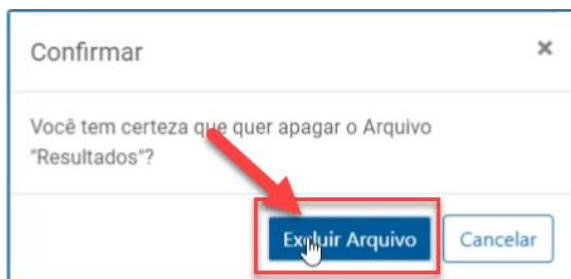 Confirmar
Você tem certeza que quer apagar o Arquivo
"Resultados"?
Excluir Arquivo
Cancelar